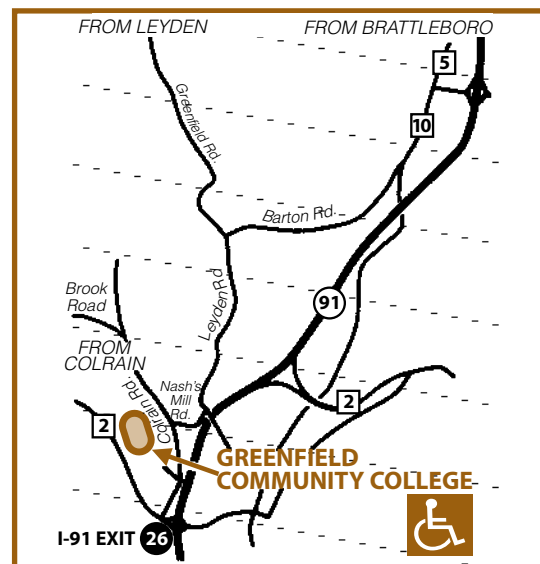 FROM LEYDEN
FROM BRATTLEBORO
5
10
Greenfield Rd.
Barton Rd.
Leyden Rd
91
Brook
Road
FROM
COLRAIN
Colrain Rd.
Nash's
Mill
Rd.
2
2
GREENFIELD
COMMUNITY COLLEGE
I-91 EXIT 26